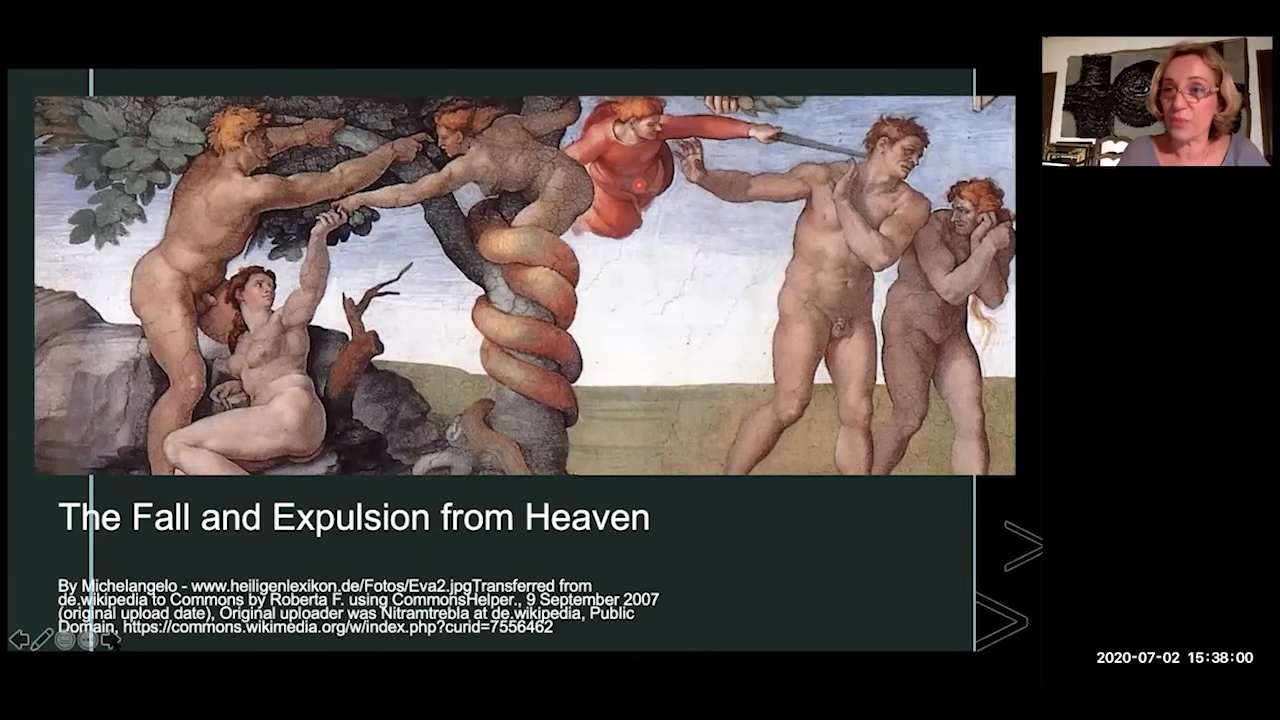 The Fall and Expulsion from Heaven
By Michelangelo - www.heiligenlexikon.de/Fotos/Eva2.jpgTransferred from
de.wikipedia to Commons by Roberta F. using CommonsHelper., 9 September 2007
(original upload date), Original uploader was Nitramtrebla at de.wikipedia, Public
Domain, https://commons.wikimedia.org/w/index.php?curid=7556462
2020-07-02 15:38:00